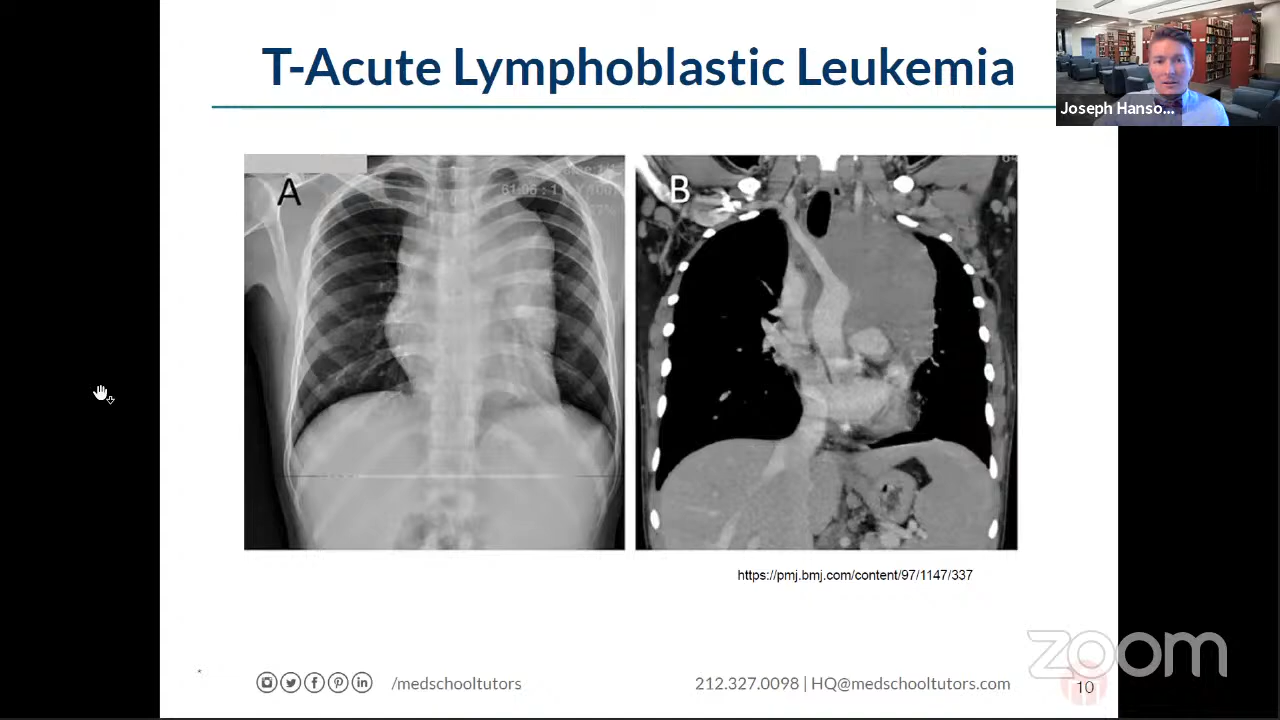 T-Acute Lymphoblastic Leukemia
Joseph Hanso...
A
B
https://pmj.bmj.com/content/97/1147/337
*
/medschooltutors
212.327.0098 | HQ@medschooltutors.com
zoom
10